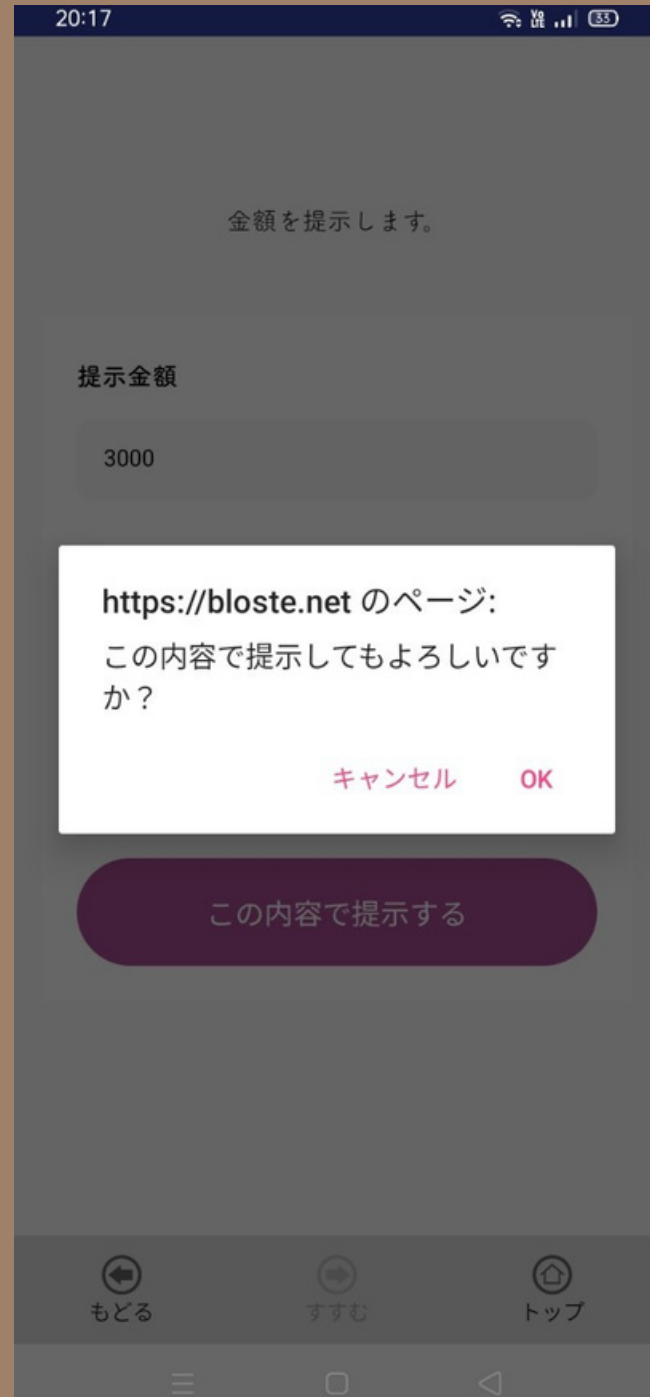 20:17
Vo
LTE
33
金額を提示します。
提示金額
3000
https://bloste.net のページ:
この内容で提示してもよろしいです
か？
キャンセル OK
この内容で提示する
もどる すすむ トップ